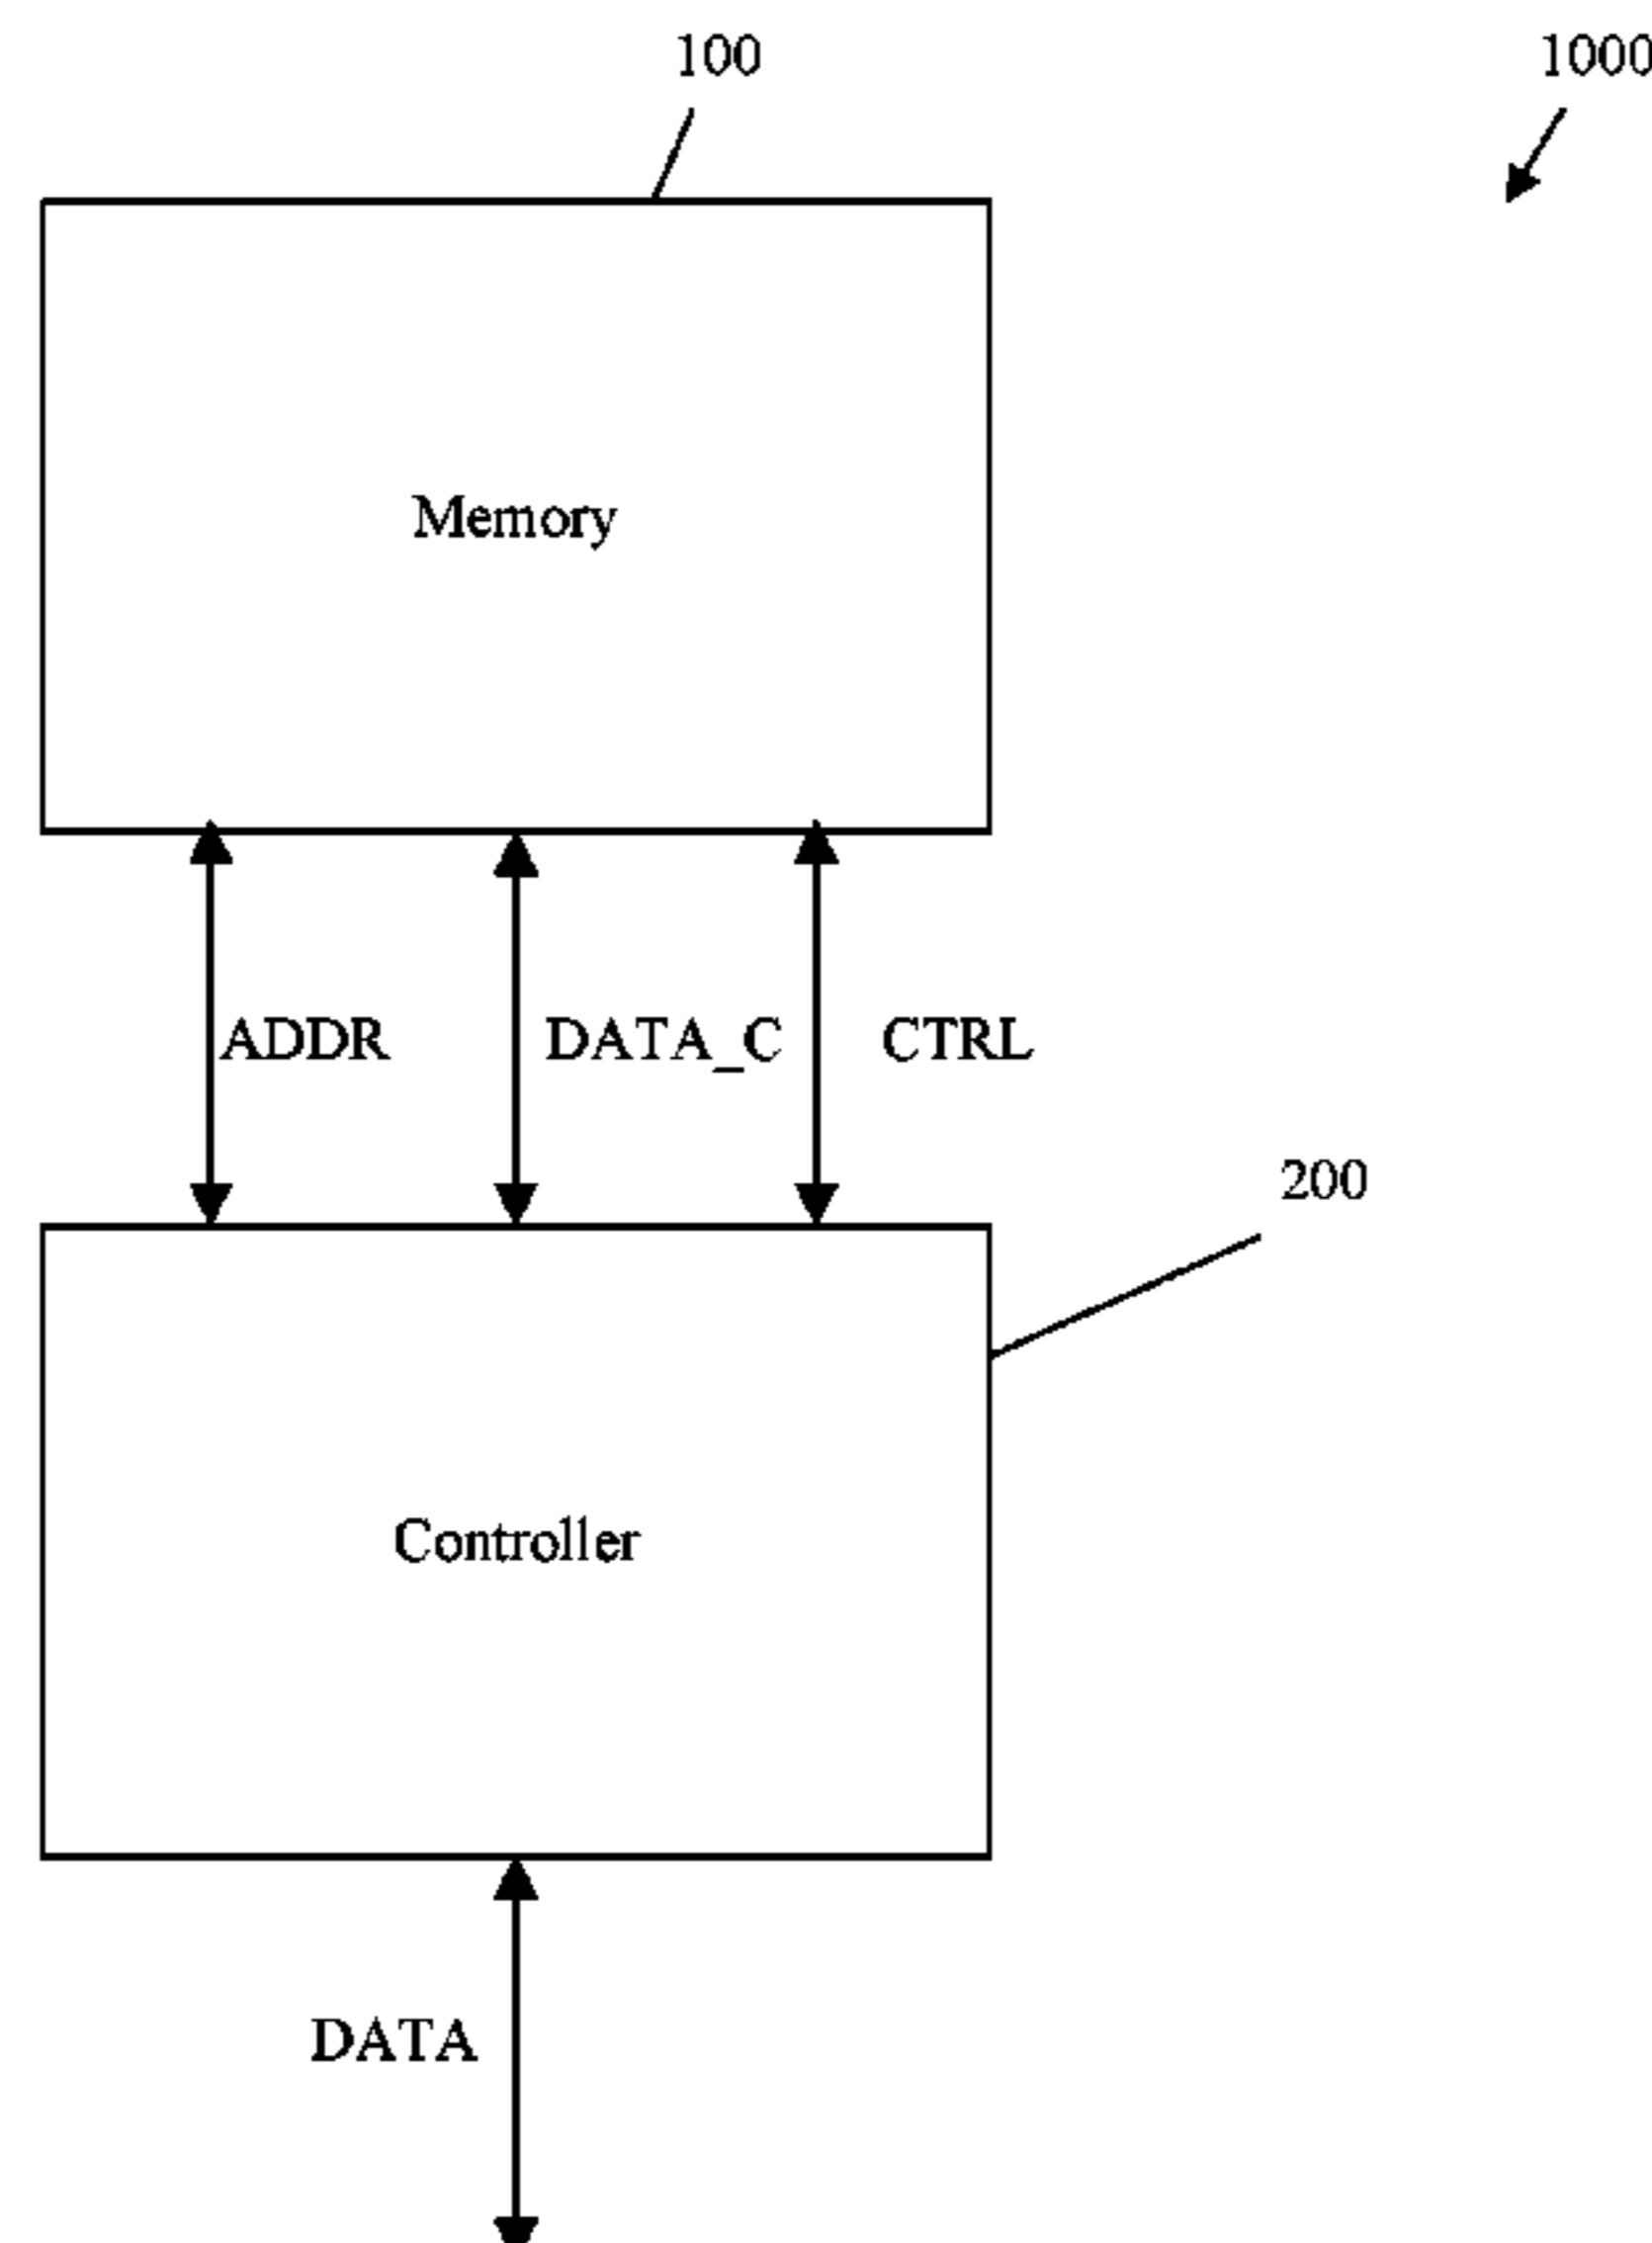 100
1000
Memory
ADDR
DATA_C
CTRL
200
Controller
DATA